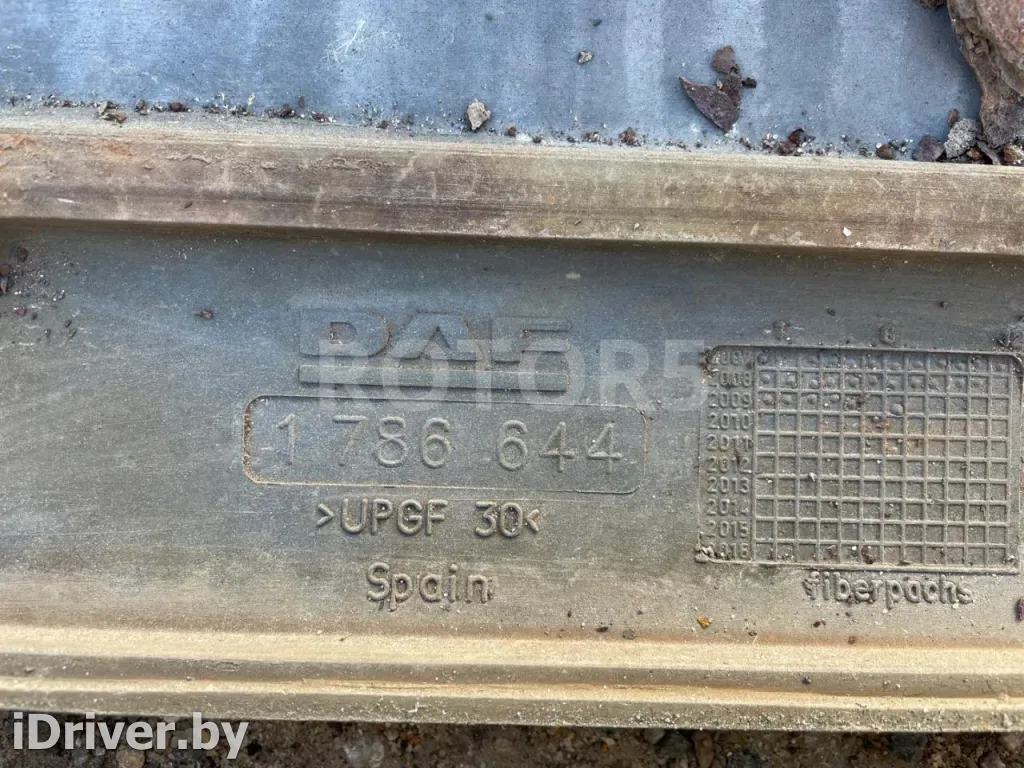 DAF
ROTOR5
1 786 644
>UPGF 30<
Spain
2007
2008
2009
2010
2011
2012
2013
2014
2015
2016
fiberpachs
iDriver.by